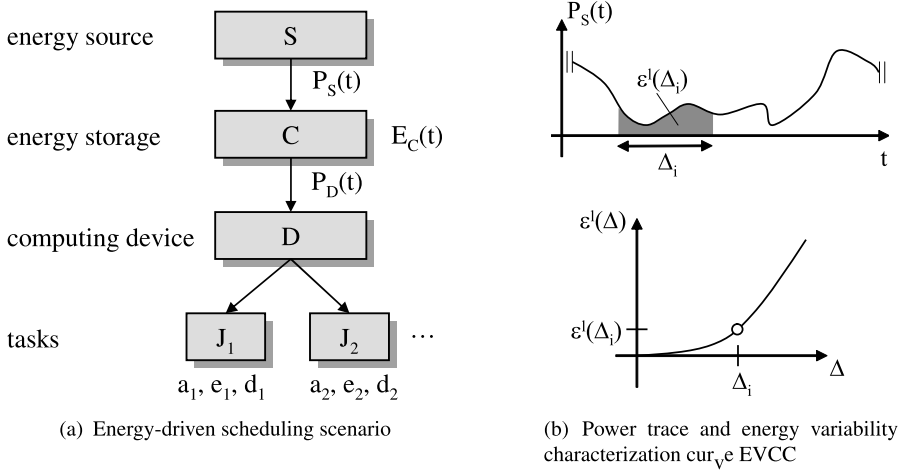 energy source
S
P_S(t)
energy storage
C
E_C(t)
P_D(t)
computing device
D
tasks
J_1
J_2
...
a_1, e_1, d_1
a_2, e_2, d_2
(a) Energy-driven scheduling scenario
P_S(t)
ε^l(Δ_i)
t
Δ_i
ε^l(Δ)
ε^l(Δ_i)
Δ
Δ_i
(b) Power trace and energy variability
characterization curve EVCC